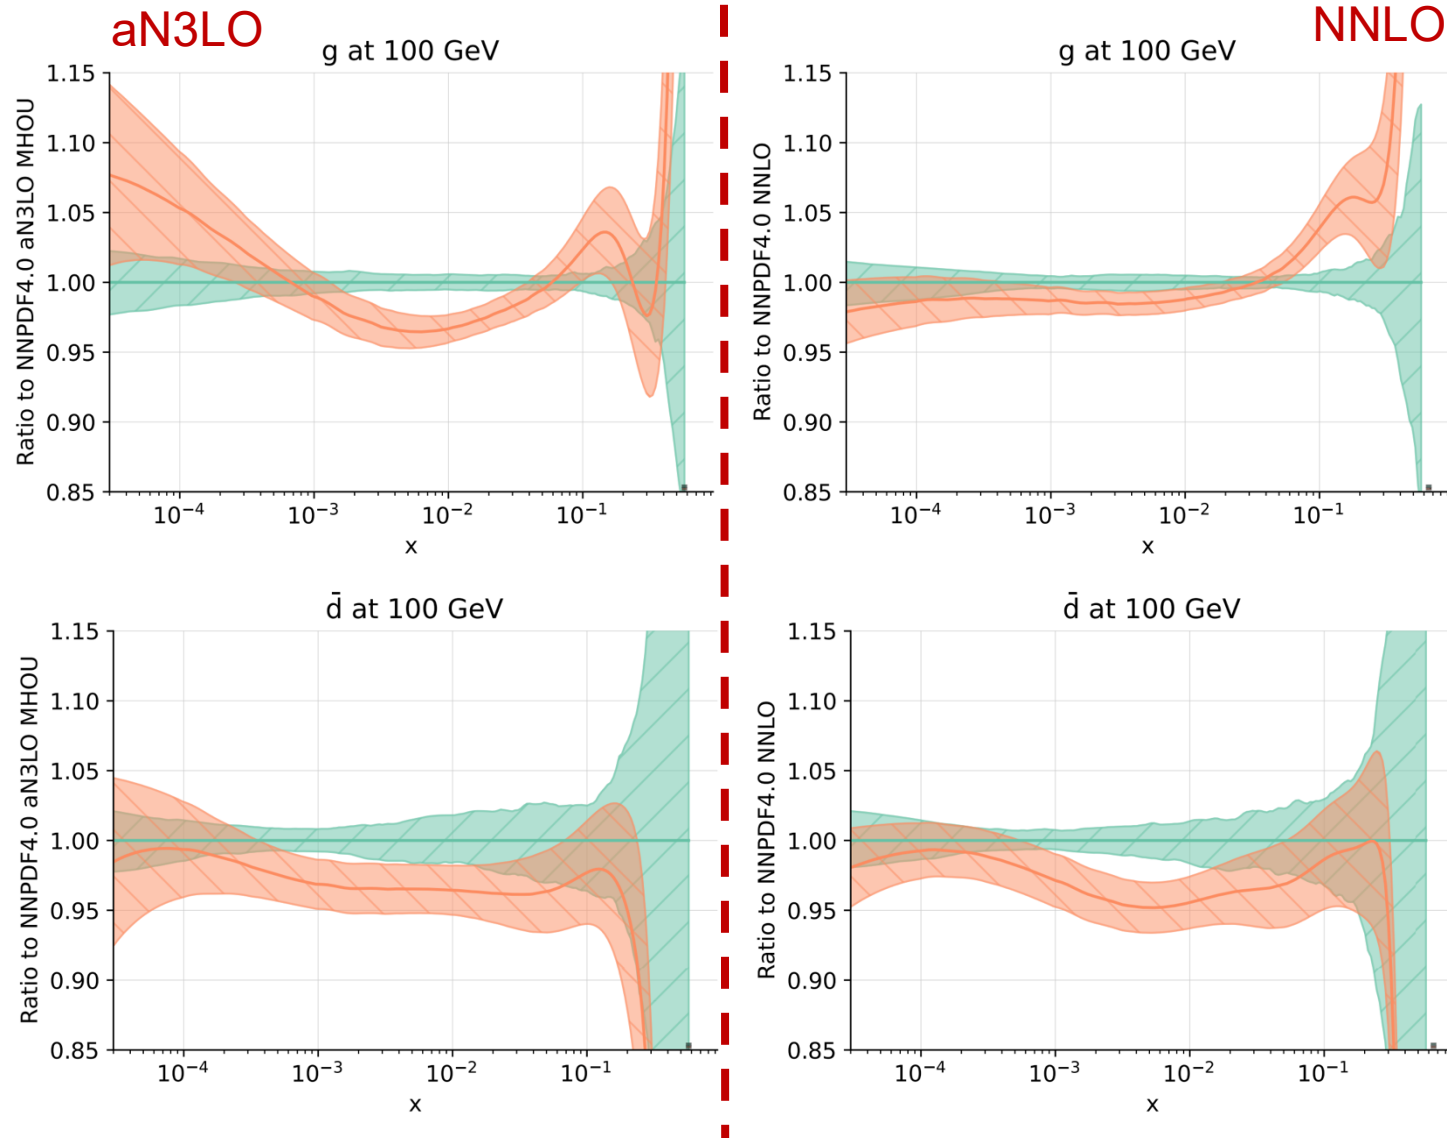 aN3LO
NNLO
g at 100 GeV
Ratio to NNPDF4.0 aN3LO MHOU
1.15
1.10
1.05
1.00
0.95
0.90
0.85
10⁻⁴ 10⁻³ 10⁻² 10⁻¹
x
g at 100 GeV
Ratio to NNPDF4.0 NNLO
1.15
1.10
1.05
1.00
0.95
0.90
0.85
10⁻⁴ 10⁻³ 10⁻² 10⁻¹
x
d̄ at 100 GeV
Ratio to NNPDF4.0 aN3LO MHOU
1.15
1.10
1.05
1.00
0.95
0.90
0.85
10⁻⁴ 10⁻³ 10⁻² 10⁻¹
x
d̄ at 100 GeV
Ratio to NNPDF4.0 NNLO
1.15
1.10
1.05
1.00
0.95
0.90
0.85
10⁻⁴ 10⁻³ 10⁻² 10⁻¹
x